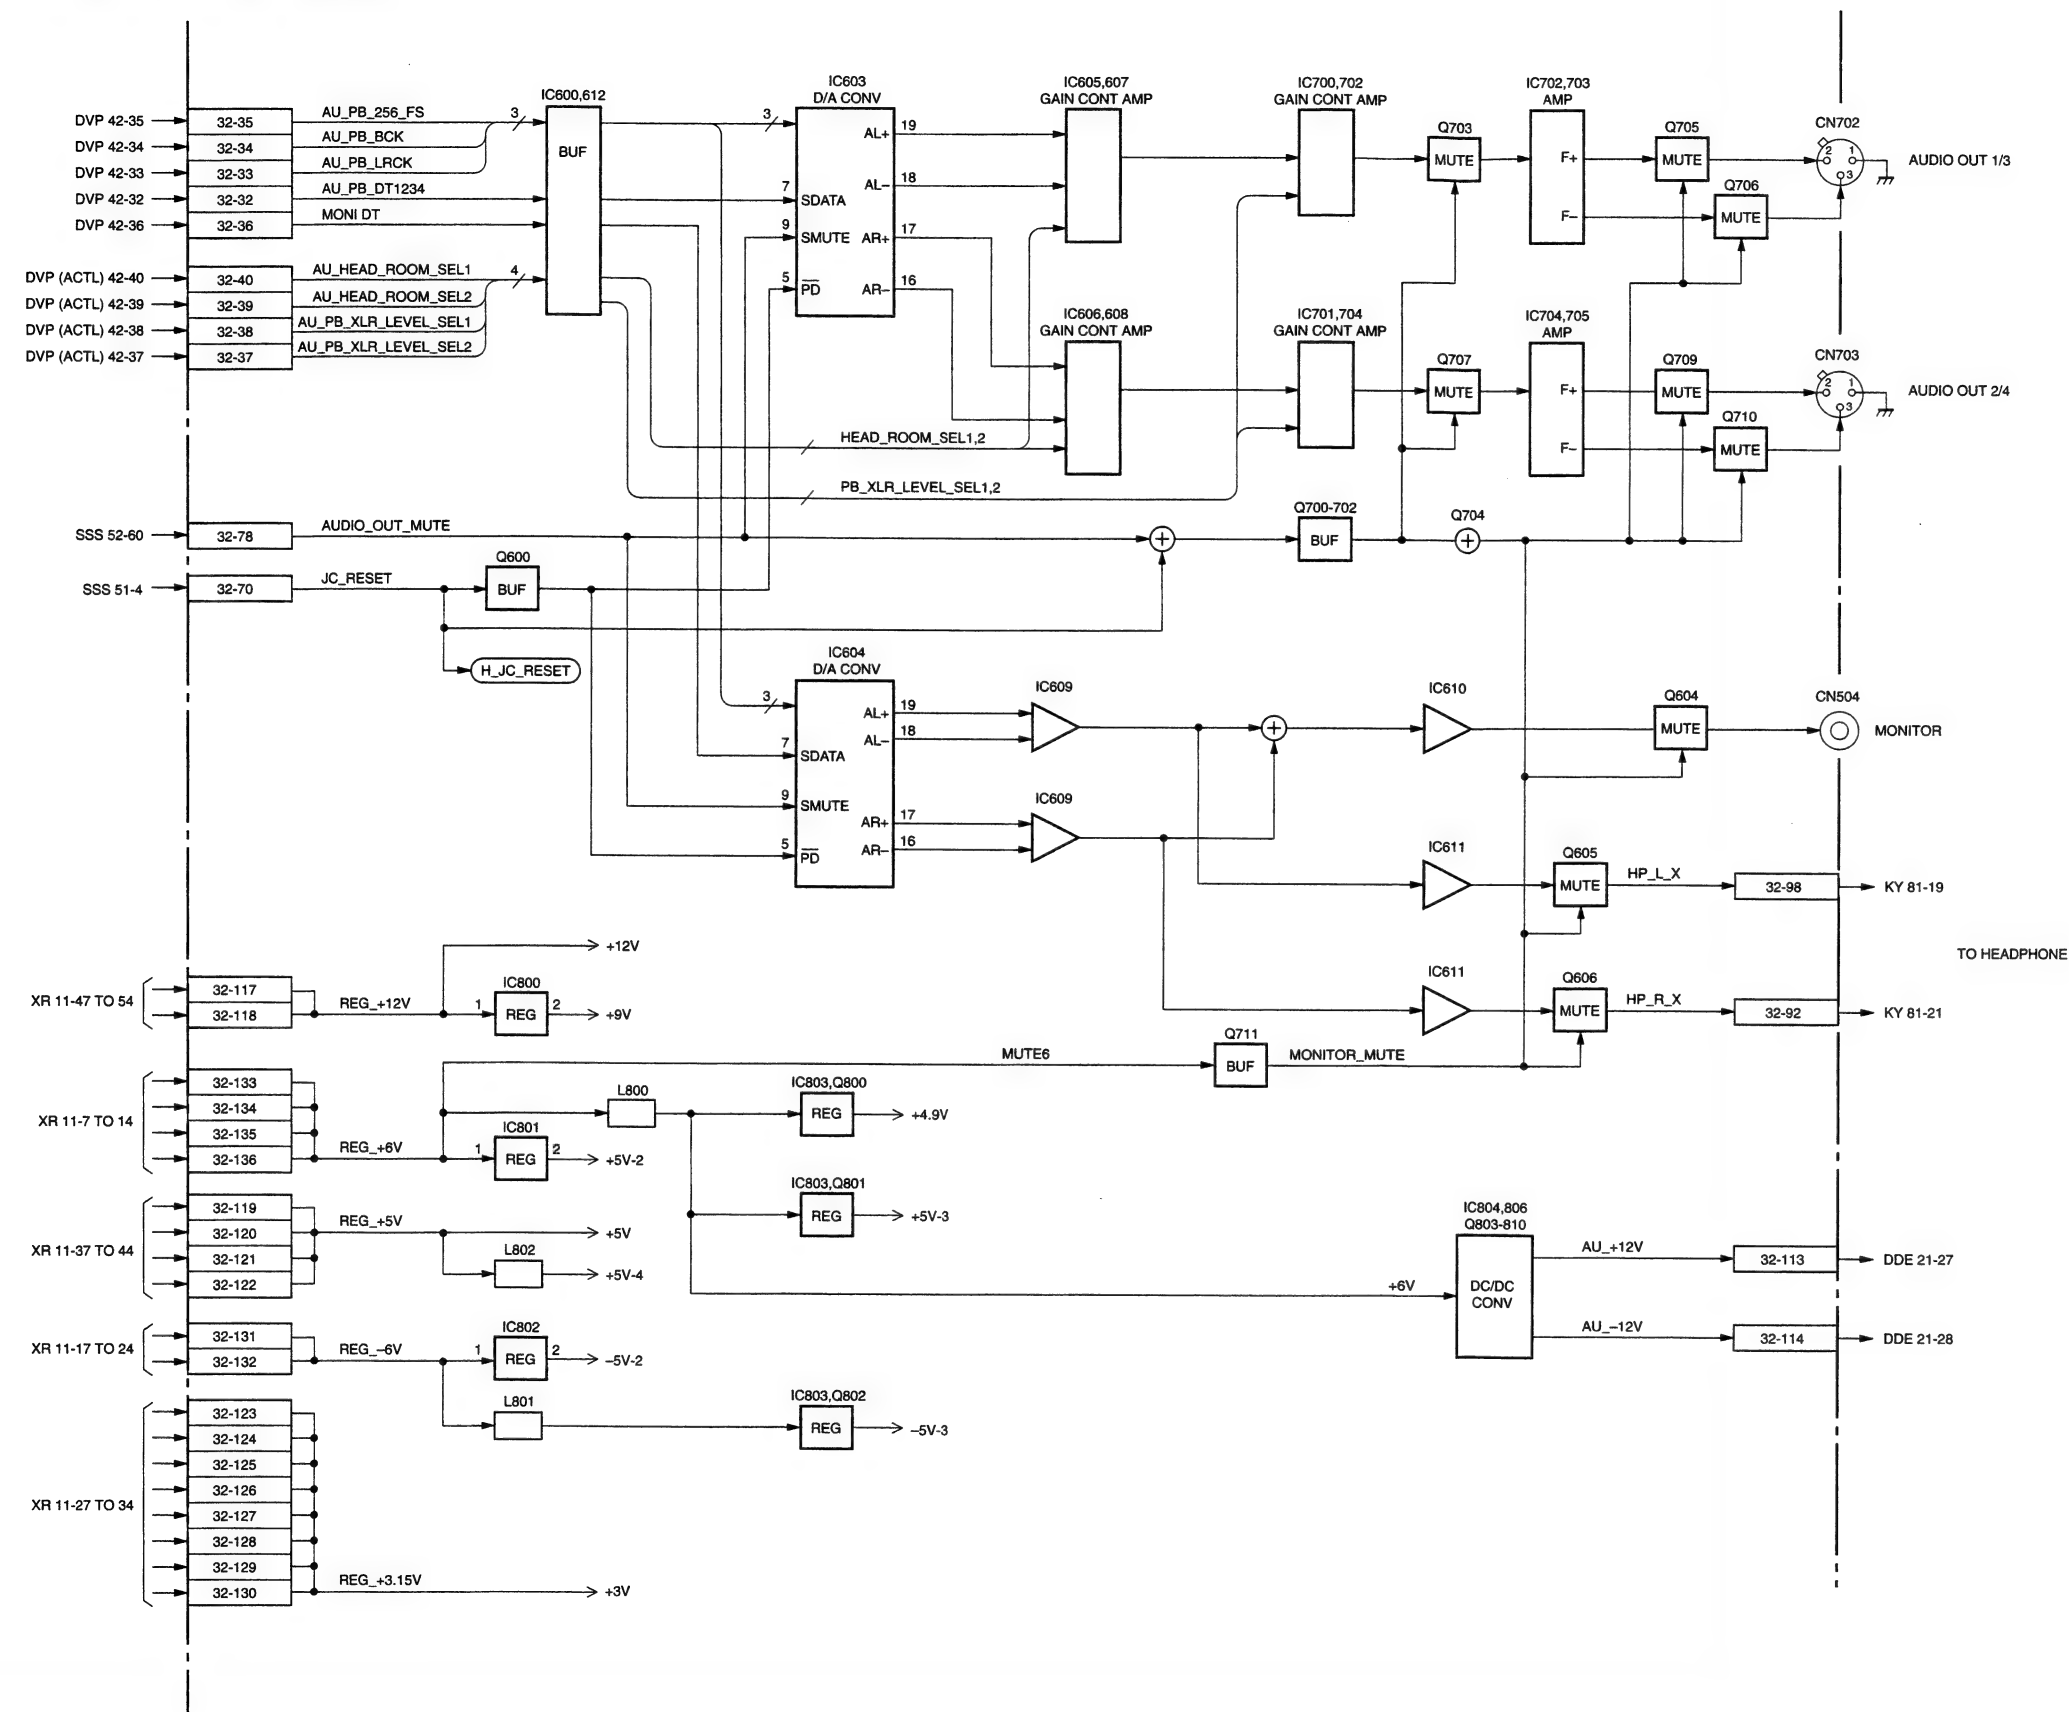 DVP 42-35
32-35
AU_PB_256_FS
DVP 42-34
32-34
AU_PB_BCK
DVP 42-33
32-33
AU_PB_LRCK
DVP 42-32
32-32
AU_PB_DT1234
DVP 42-36
32-36
MONI DT
DVP (ACTL) 42-40
32-40
AU_HEAD_ROOM_SEL1
DVP (ACTL) 42-39
32-39
AU_HEAD_ROOM_SEL2
DVP (ACTL) 42-38
32-38
AU_PB_XLR_LEVEL_SEL1
DVP (ACTL) 42-37
32-37
AU_PB_XLR_LEVEL_SEL2
3
4
IC600,612
BUF
3
IC603
D/A CONV
7 SDATA
9 SMUTE
5 PD
AL+ 19
AL– 18
AR+ 17
AR– 16
IC605,607
GAIN CONT AMP
IC606,608
GAIN CONT AMP
IC700,702
GAIN CONT AMP
IC701,704
GAIN CONT AMP
HEAD_ROOM_SEL1,2
PB_XLR_LEVEL_SEL1,2
Q703
MUTE
IC702,703
AMP
F+
F–
Q705
MUTE
Q706
MUTE
CN702
2 1
3
AUDIO OUT 1/3
Q707
MUTE
IC704,705
AMP
F+
F–
Q709
MUTE
Q710
MUTE
CN703
2 1
3
AUDIO OUT 2/4
SSS 52-60
32-78
AUDIO_OUT_MUTE
+
Q700-702
BUF
Q704
+
SSS 51-4
32-70
JC_RESET
Q600
BUF
H_JC_RESET
IC604
D/A CONV
3
7 SDATA
9 SMUTE
5 PD
AL+ 19
AL– 18
AR+ 17
AR– 16
IC609
IC609
+
IC610
Q604
MUTE
CN504
MONITOR
IC611
Q605
MUTE
HP_L_X
32-98
KY 81-19
TO HEADPHONE
IC611
Q606
MUTE
HP_R_X
32-92
KY 81-21
XR 11-47 TO 54
32-117
32-118
REG_+12V
+12V
IC800
1 REG 2
+9V
XR 11-7 TO 14
32-133
32-134
32-135
32-136
REG_+6V
MUTE6
Q711
BUF
MONITOR_MUTE
L800
IC803,Q800
REG
+4.9V
IC801
1 REG 2
+5V-2
IC803,Q801
REG
+5V-3
XR 11-37 TO 44
32-119
32-120
32-121
32-122
REG_+5V
+5V
L802
+5V-4
+6V
IC804,806
Q803-810
DC/DC
CONV
AU_+12V
32-113
DDE 21-27
AU_–12V
32-114
DDE 21-28
XR 11-17 TO 24
32-131
32-132
REG_–6V
IC802
1 REG 2
–5V-2
L801
IC803,Q802
REG
–5V-3
XR 11-27 TO 34
32-123
32-124
32-125
32-126
32-127
32-128
32-129
32-130
REG_+3.15V
+3V